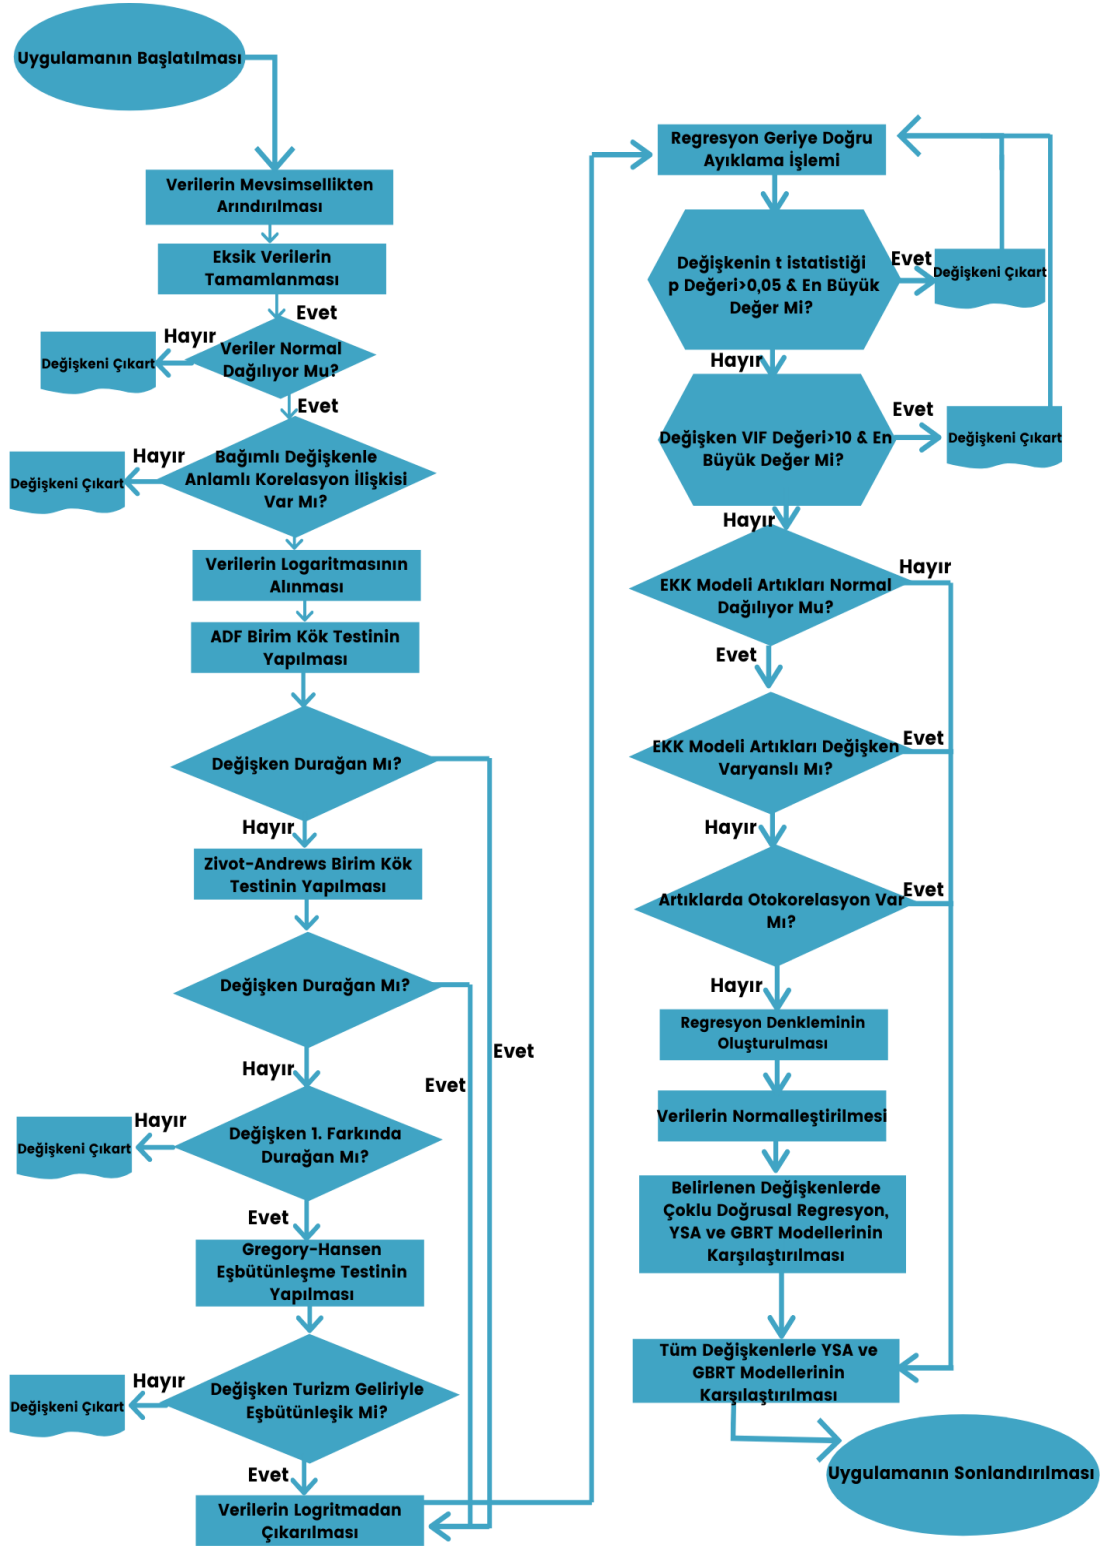 Uygulamanın Başlatılması
Verilerin Mevsimsellikten
Arındırılması
Eksik Verilerin
Tamamlanması
Evet
Hayır
Veriler Normal
Dağılıyor Mu?
Değişkeni Çıkart
Evet
Hayır
Bağımlı Değişkenle
Anlamlı Korelasyon İlişkisi
Var Mı?
Değişkeni Çıkart
Verilerin Logaritmasının
Alınması
ADF Birim Kök Testinin
Yapılması
Değişken Durağan Mı?
Hayır
Zivot-Andrews Birim Kök
Testinin Yapılması
Değişken Durağan Mı?
Evet
Evet
Hayır
Hayır
Değişken 1. Farkında
Durağan Mı?
Değişkeni Çıkart
Evet
Gregory-Hansen
Eşbütünleşme Testinin
Yapılması
Hayır
Değişken Turizm Geliriyle
Eşbütünleşik Mi?
Değişkeni Çıkart
Evet
Verilerin Logritmadan
Çıkarılması
Regresyon Geriye Doğru
Ayıklama İşlemi
Değişkenin t istatistiği
p Değeri>0,05 & En Büyük
Değer Mi?
Evet
Değişkeni Çıkart
Hayır
Değişken VIF Değeri>10 & En
Büyük Değer Mi?
Evet
Değişkeni Çıkart
Hayır
EKK Modeli Artıkları Normal
Dağılıyor Mu?
Hayır
Evet
EKK Modeli Artıkları Değişken
Varyanslı Mı?
Evet
Hayır
Artıklarda Otokorelasyon Var
Mı?
Evet
Hayır
Regresyon Denkleminin
Oluşturulması
Verilerin Normalleştirilmesi
Belirlenen Değişkenlerde
Çoklu Doğrusal Regresyon,
YSA ve GBRT Modellerinin
Karşılaştırılması
Tüm Değişkenlerle YSA ve
GBRT Modellerinin
Karşılaştırılması
Uygulamanın Sonlandırılması